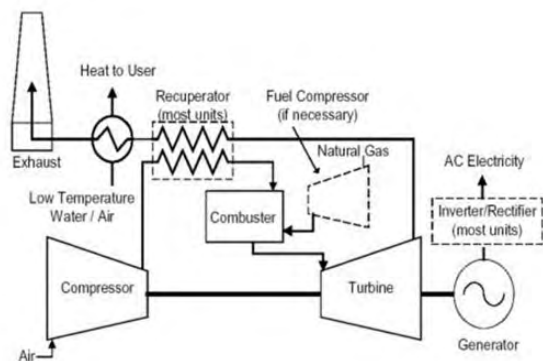 Heat to User
Recuperator
(most units)
Fuel Compressor
(if necessary)
Natural Gas
AC Electricity
Exhaust
Low Temperature
Water / Air
Combuster
Inverter/Rectifier
(most units)
Compressor
Turbine
Generator
Air